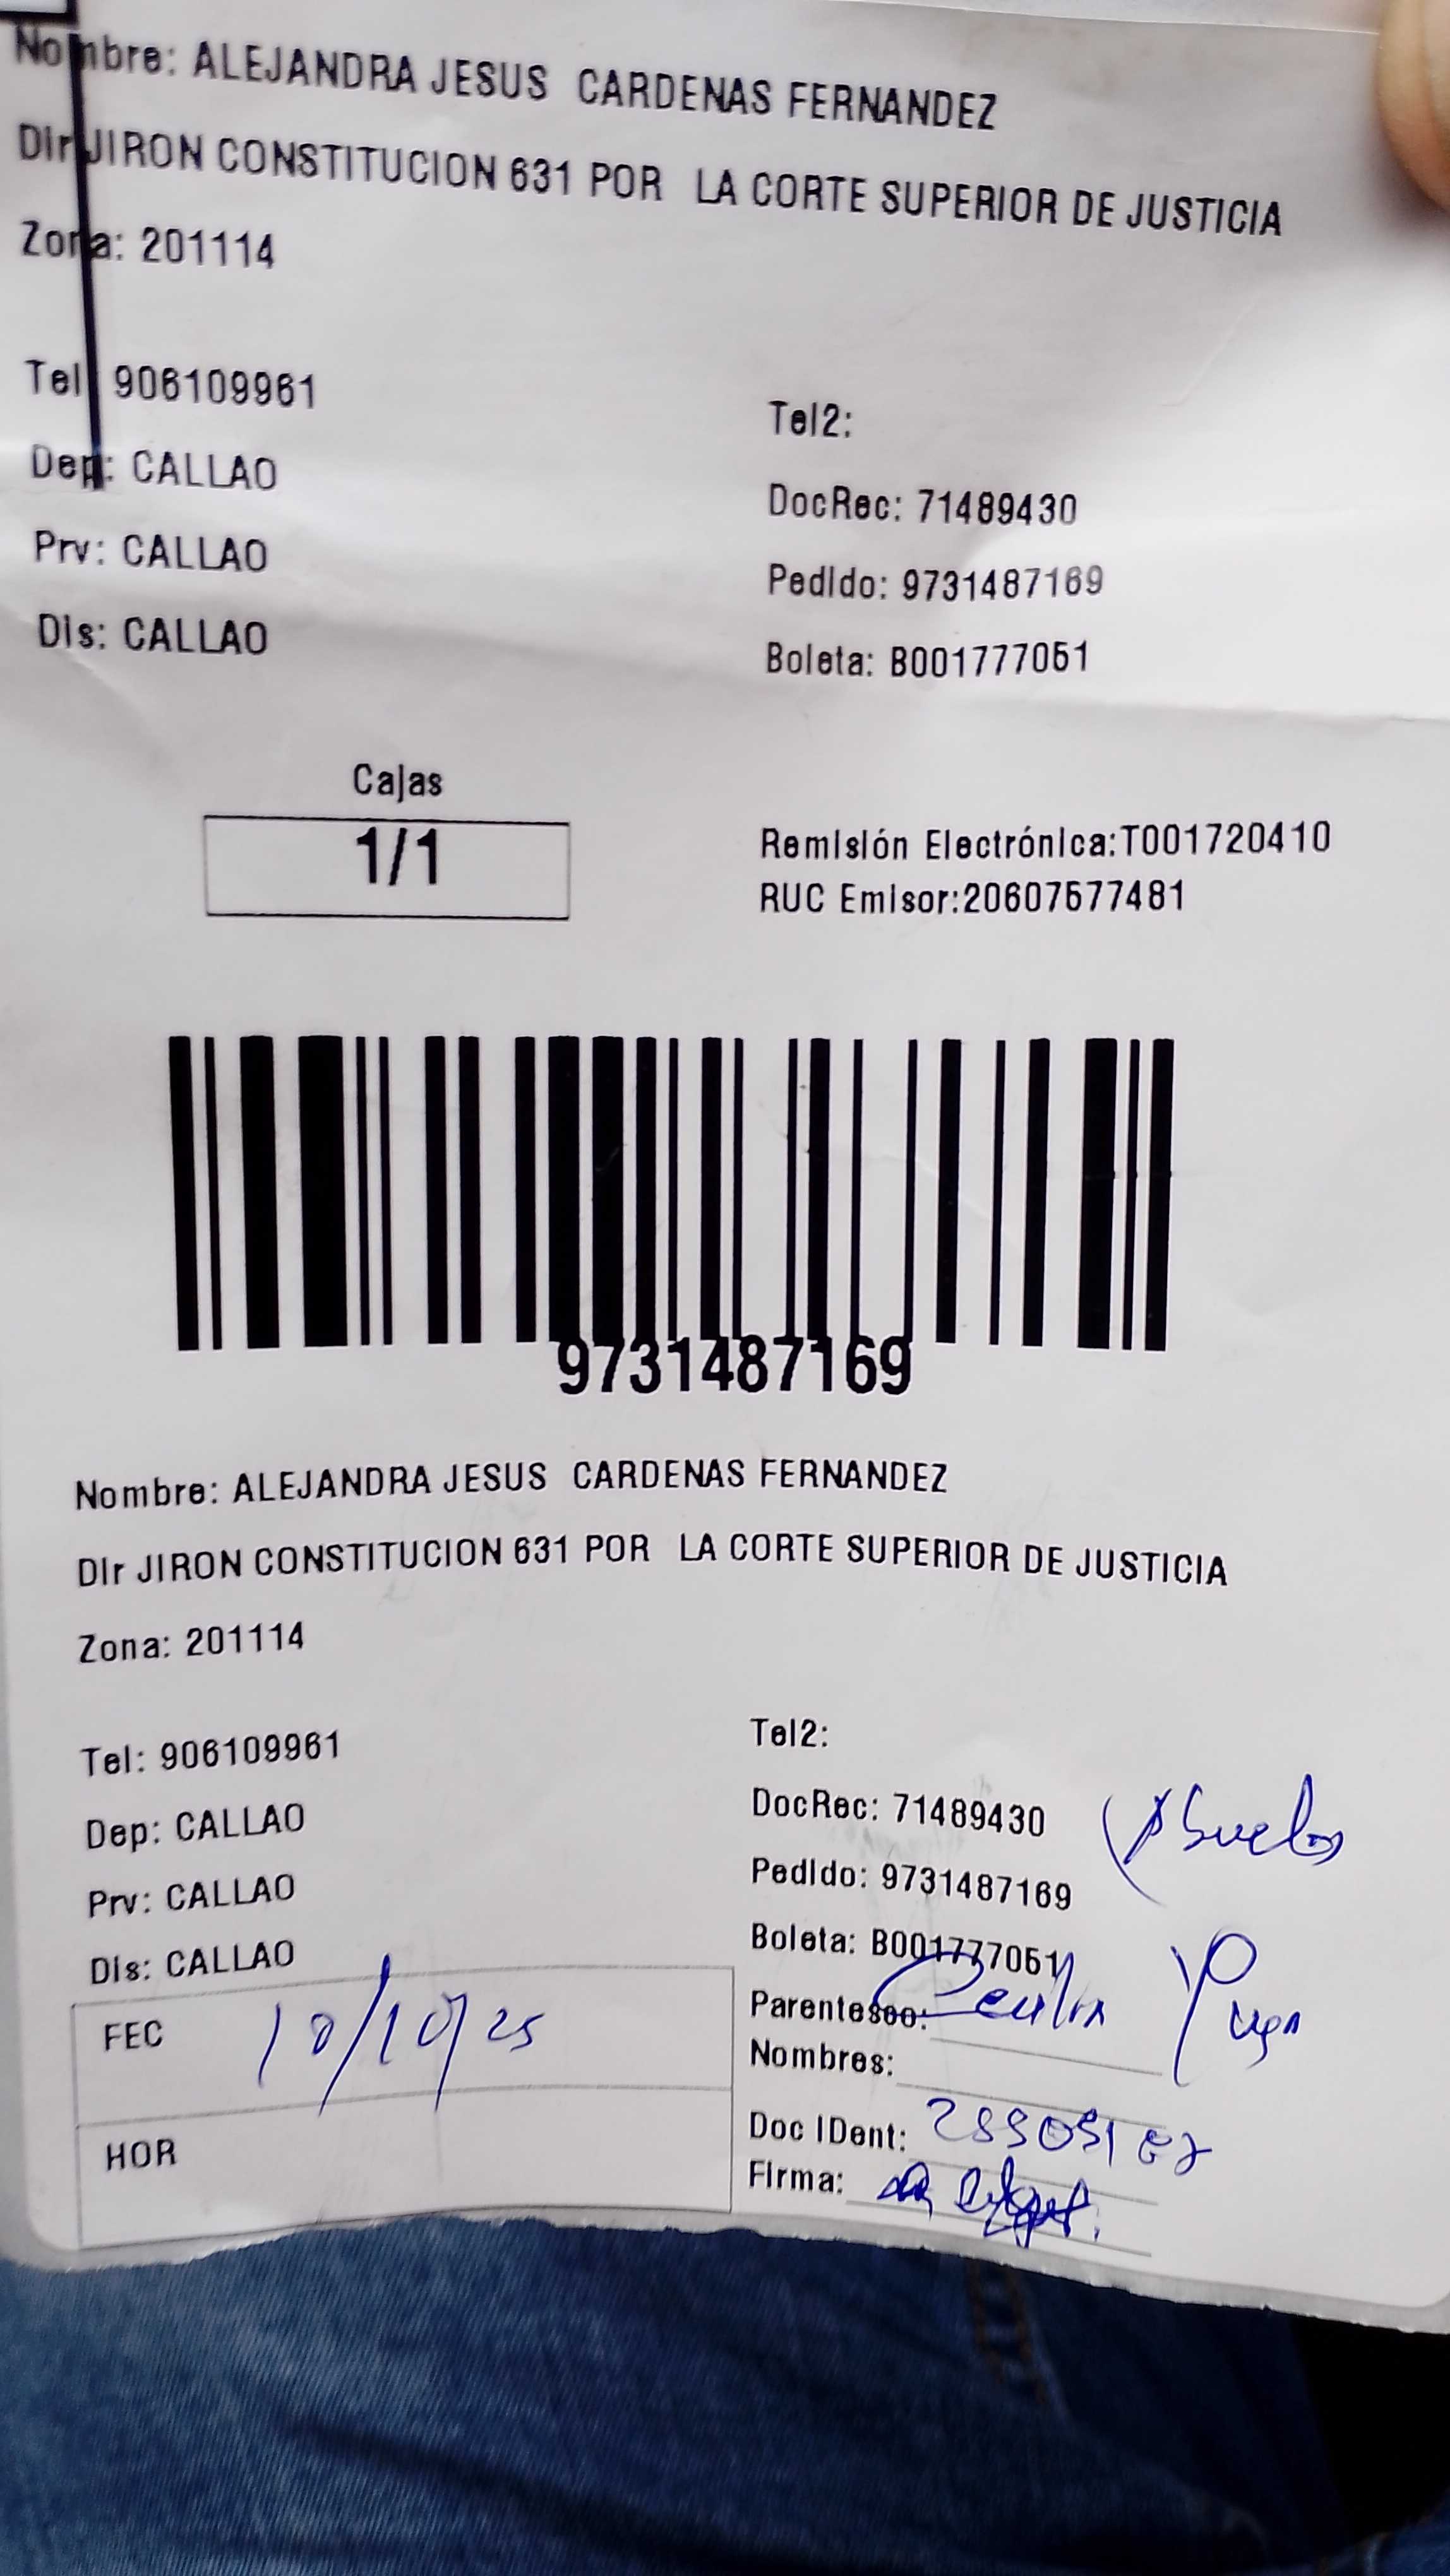 Nombre: ALEJANDRA JESUS CARDENAS FERNANDEZ
Dir JIRON CONSTITUCION 631 POR LA CORTE SUPERIOR DE JUSTICIA
Zona: 201114
Tel 906109961
Tel2:
Dep: CALLAO
DocRec: 71489430
Prv: CALLAO
Pedido: 9731487169
Dis: CALLAO
Boleta: B001777051
Cajas
1/1
Remisión Electrónica:T001720410
RUC Emisor:20607577481
9731487169
Nombre: ALEJANDRA JESUS CARDENAS FERNANDEZ
Dir JIRON CONSTITUCION 631 POR LA CORTE SUPERIOR DE JUSTICIA
Zona: 201114
Tel: 906109961
Tel2:
Dep: CALLAO
DocRec: 71489430
Prv: CALLAO
Pedido: 9731487169
Dis: CALLAO
Boleta: B001777051
FEC 18/10/25
Parentesco:
Nombres:
HOR
Doc IDent:
Firma: